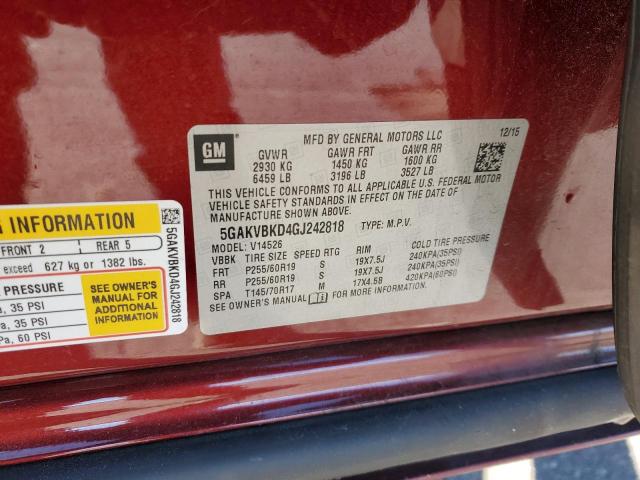 GM
MFD BY GENERAL MOTORS LLC 12/15
GVWR GAWR FRT GAWR RR
2930 KG 1450 KG 1600 KG
6459 LB 3196 LB 3527 LB
THIS VEHICLE CONFORMS TO ALL APPLICABLE U.S. FEDERAL MOTOR
VEHICLE SAFETY STANDARDS IN EFFECT ON THE DATE OF
MANUFACTURE SHOWN ABOVE.
5GAKVBKD4GJ242818 TYPE: M.P.V.
MODEL: V14526
VBBK TIRE SIZE SPEED RTG RIM COLD TIRE PRESSURE
FRT P255/60R19 S 19X7.5J 240KPA(35PSI)
RR P255/60R19 S 19X7.5J 240KPA(35PSI)
SPA T145/70R17 M 17X4.5B 420KPA(60PSI)
SEE OWNER'S MANUAL FOR MORE INFORMATION.
INFORMATION
FRONT 2 REAR 5
exceed 627 kg or 1382 lbs.
PRESSURE
, 35 PSI
a, 35 PSI
Pa, 60 PSI
SEE OWNER'S
MANUAL FOR
ADDITIONAL
INFORMATION
5GAKVBKD4GJ242818